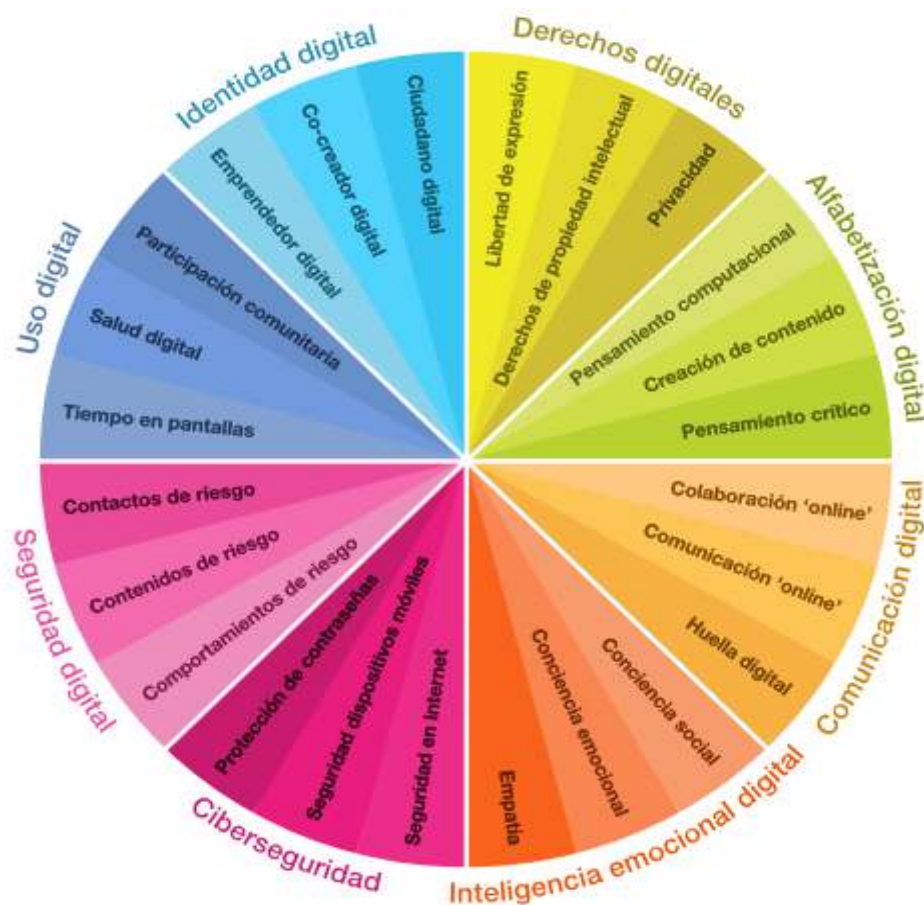 Identidad digital
Emprendedor digital
Co-creador digital
Ciudadano digital
Derechos digitales
Libertad de expresión
Derechos de propiedad intelectual
Privacidad
Alfabetización digital
Pensamiento computacional
Creación de contenido
Pensamiento crítico
Comunicación digital
Colaboración ‘online’
Comunicación ‘online’
Huella digital
Inteligencia emocional digital
Conciencia social
Conciencia emocional
Empatia
Ciberseguridad
Seguridad en Internet
Seguridad dispositivos móviles
Protección de contraseñas
Seguridad digital
Comportamientos de riesgo
Contenidos de riesgo
Contactos de riesgo
Uso digital
Tiempo en pantallas
Salud digital
Participación comunitaria